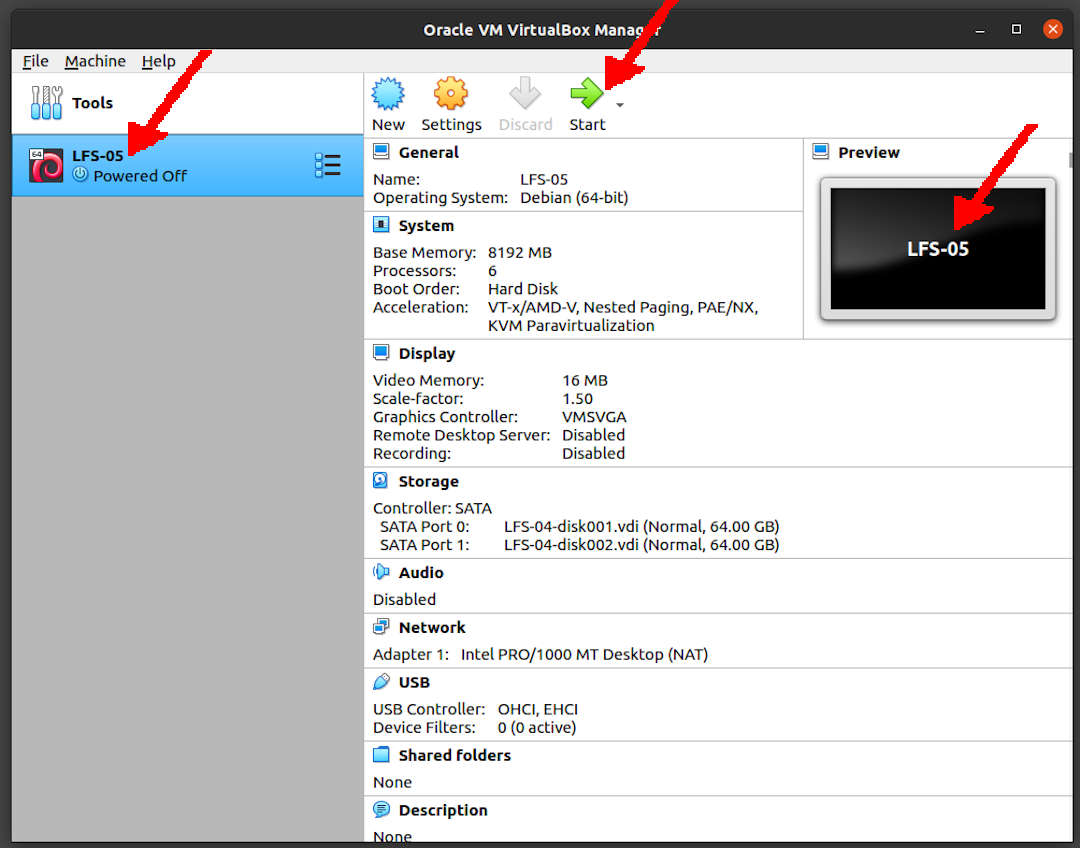 Oracle VM VirtualBox Manager
File Machine Help
Tools
New Settings Discard Start
64
LFS-05
Powered Off
General
Name: LFS-05
Operating System: Debian (64-bit)
Preview
LFS-05
System
Base Memory: 8192 MB
Processors: 6
Boot Order: Hard Disk
Acceleration: VT-x/AMD-V, Nested Paging, PAE/NX,
KVM Paravirtualization
Display
Video Memory: 16 MB
Scale-factor: 1.50
Graphics Controller: VMSVGA
Remote Desktop Server: Disabled
Recording: Disabled
Storage
Controller: SATA
SATA Port 0: LFS-04-disk001.vdi (Normal, 64.00 GB)
SATA Port 1: LFS-04-disk002.vdi (Normal, 64.00 GB)
Audio
Disabled
Network
Adapter 1: Intel PRO/1000 MT Desktop (NAT)
USB
USB Controller: OHCI, EHCI
Device Filters: 0 (0 active)
Shared folders
None
Description
None